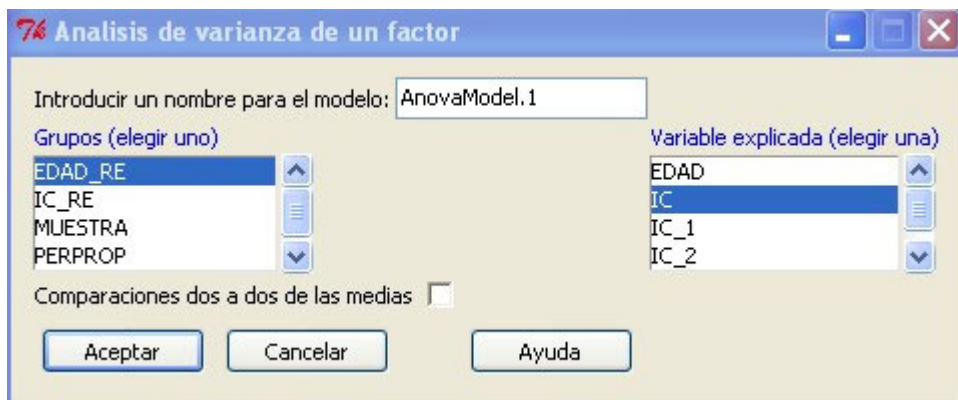 Analisis de varianza de un factor
Introducir un nombre para el modelo: AnovaModel.1
Grupos (elegir uno)
EDAD_RE
IC_RE
MUESTRA
PERPROP
Variable explicada (elegir una)
EDAD
IC
IC_1
IC_2
Comparaciones dos a dos de las medias
Aceptar Cancelar Ayuda